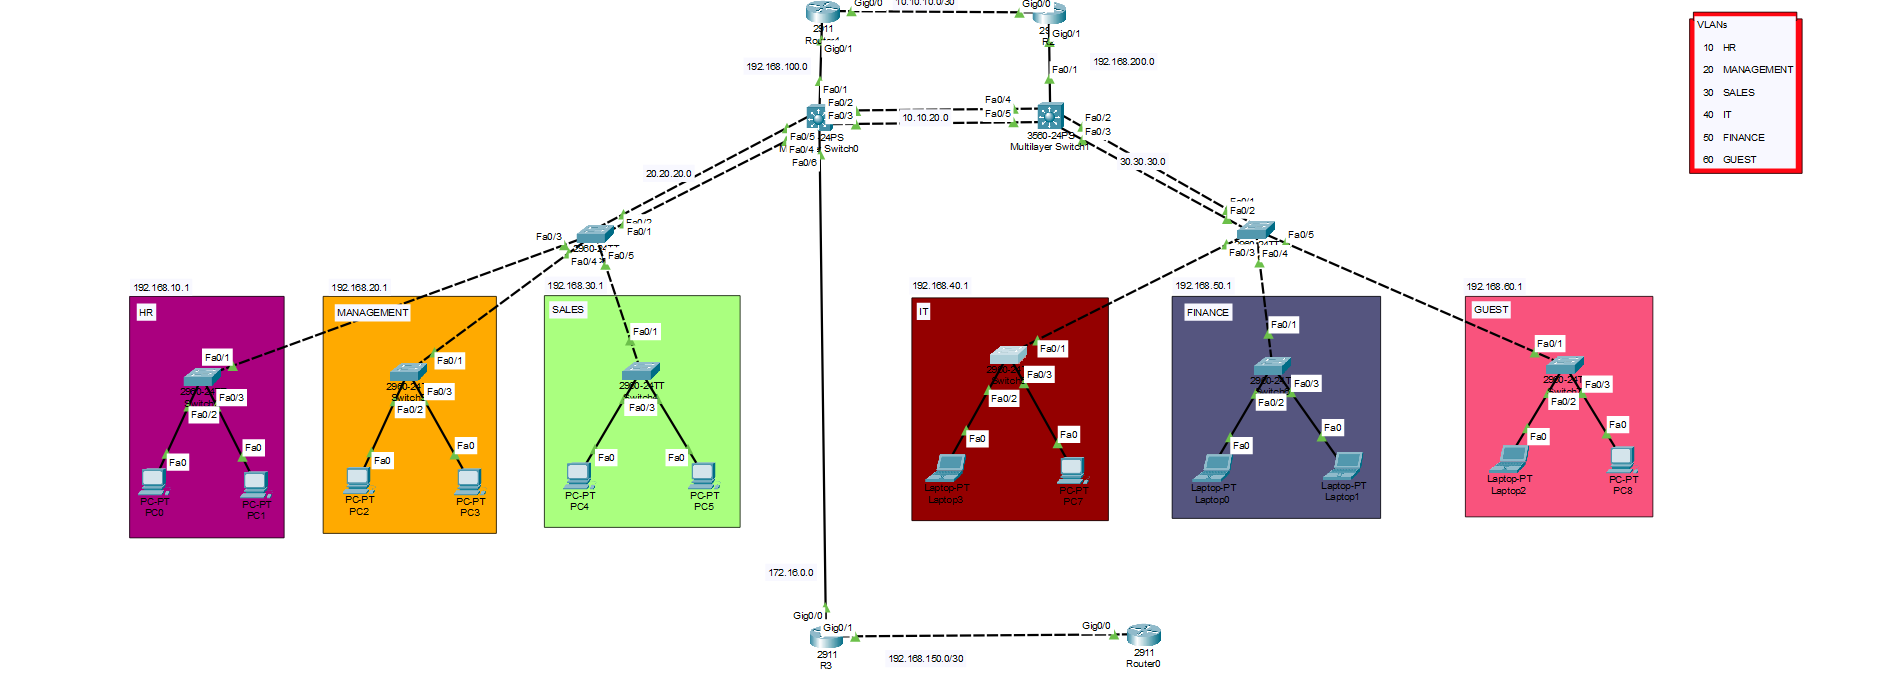 Gig0/0
10.10.10.0/30
Gig0/0
2911
Gig0/1
Gig0/1
192.168.100.0
192.168.200.0
Fa0/1
Fa0/1
Fa0/2
Fa0/3
Fa0/4
Fa0/5
10.10.20.0
Fa0/2
Fa0/3
24PS
Switch0
3560-24PS
Multilayer Switch1
Fa0/5
Fa0/4
Fa0/6
20.20.20.0
30.30.30.0
VLANs
10 HR
20 MANAGEMENT
30 SALES
40 IT
50 FINANCE
60 GUEST
Fa0/2
Fa0/1
Fa0/3
Fa0/4
Fa0/5
Fa0/1
Fa0/2
Fa0/3
Fa0/4
Fa0/5
192.168.10.1
HR
Fa0/1
Fa0/3
Fa0/2
Fa0
Fa0
PC-PT
PC0
PC-PT
PC1
192.168.20.1
MANAGEMENT
Fa0/1
Fa0/3
Fa0/2
Fa0
Fa0
PC-PT
PC2
PC-PT
PC3
192.168.30.1
SALES
Fa0/1
2960-24TT
Fa0/3
Fa0
Fa0
PC-PT
PC4
PC-PT
PC5
192.168.40.1
IT
Fa0/1
Fa0/3
Fa0/2
Fa0
Fa0
Laptop-PT
Laptop3
PC-PT
PC7
192.168.50.1
FINANCE
Fa0/1
Fa0/3
Fa0/2
Fa0
Fa0
Laptop-PT
Laptop0
Laptop-PT
Laptop1
192.168.60.1
GUEST
Fa0/1
Fa0/3
Fa0/2
Fa0
Fa0
Laptop-PT
Laptop2
PC-PT
PC8
172.16.0.0
Gig0/0
Gig0/1
2911
R3
192.168.150.0/30
Gig0/0
2911
Router0